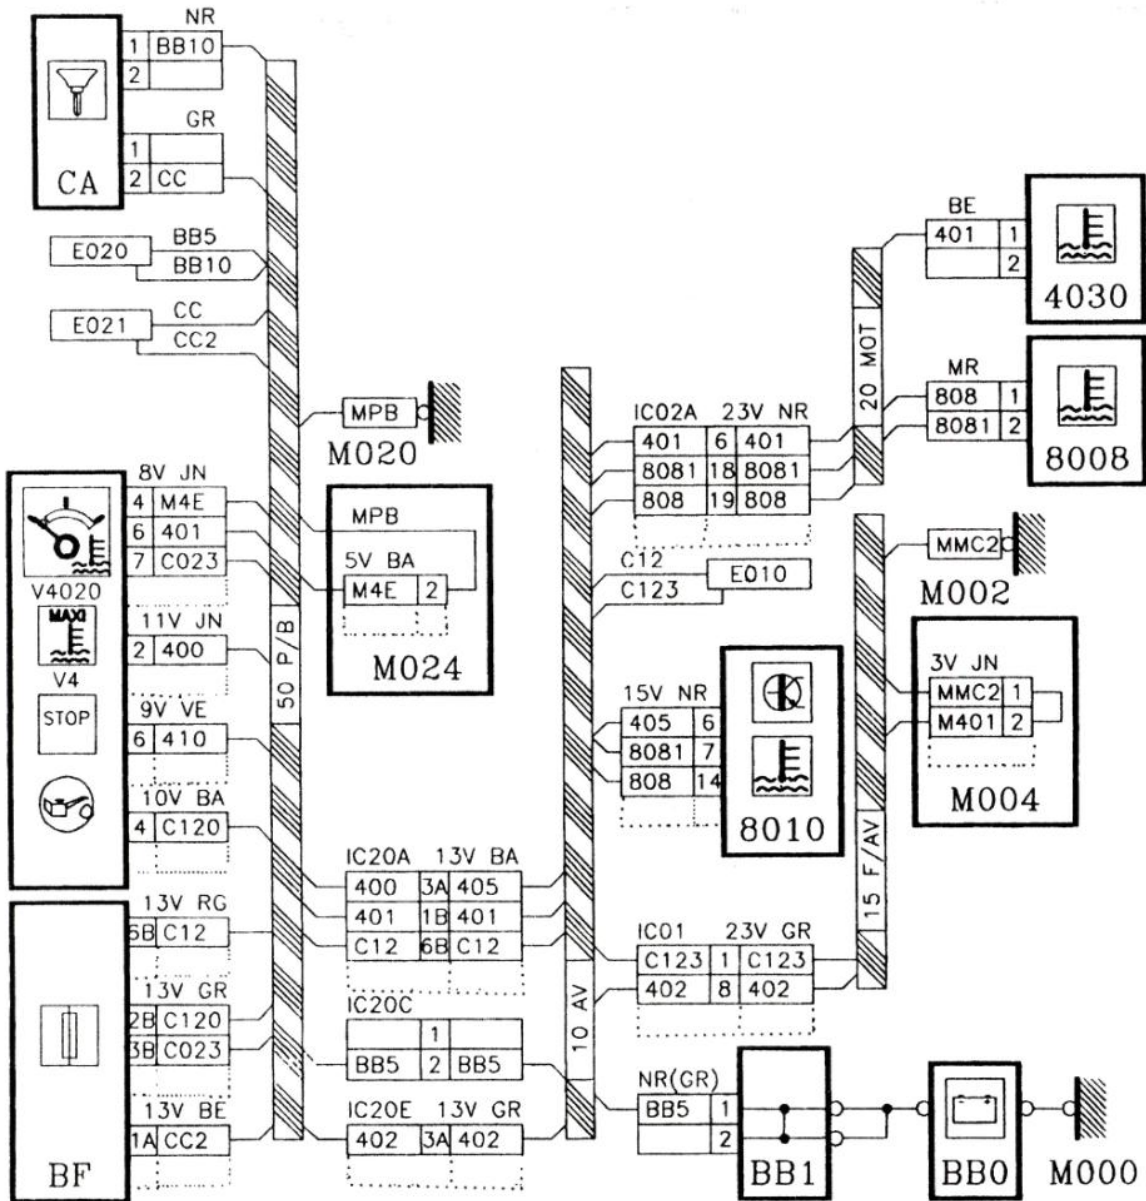 NR
1 BB10
2
GR
1
2 CC
CA
E020 BB5
BB10
E021 CC
CC2
MPB
M020
8V JN
4 M4E
6 401
7 C023
V4020
MAXI
V4
STOP
11V JN
2 400
9V VE
6 410
10V BA
4 C120
MPB
5V BA
M4E 2
M024
50 P/B
13V RG
C12
13V GR
2B C120
3B C023
13V BE
1A CC2
BF
IC20A 13V BA
400 3A 405
401 1B 401
C12 6B C12
IC20C
1
BB5 2 BB5
IC20E 13V GR
402 3A 402
10 AV
IC02A 23V NR
401 6 401
8081 18 8081
808 19 808
C12
C123
E010
15V NR
405 6
8081 7
808 14
8010
IC01 23V GR
C123 1 C123
402 8 402
NR(GR)
BB5 1
2
BB1
BB0
M000
20 MOT
BE
401 1
2
4030
MR
808 1
8081 2
8008
MMC2
M002
3V JN
MMC2 1
M401 2
M004
15 F/AV